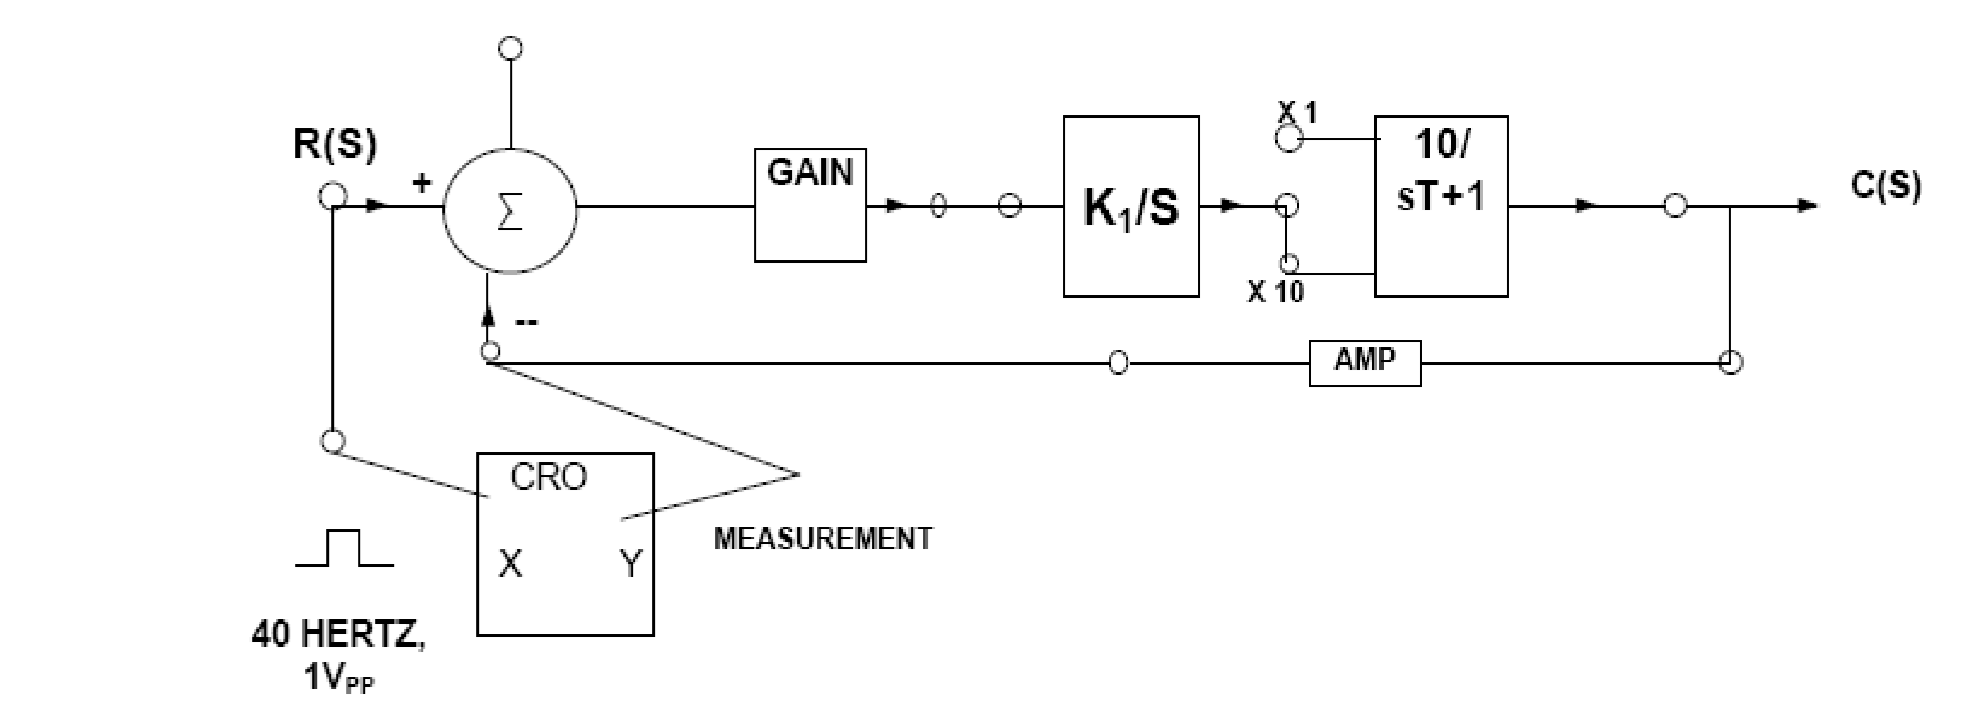 R(S)
+
Σ
GAIN
K₁/S
X 1
X 10
10/
sT+1
C(S)
--
AMP
CRO
X Y
MEASUREMENT
40 HERTZ,
1VPP